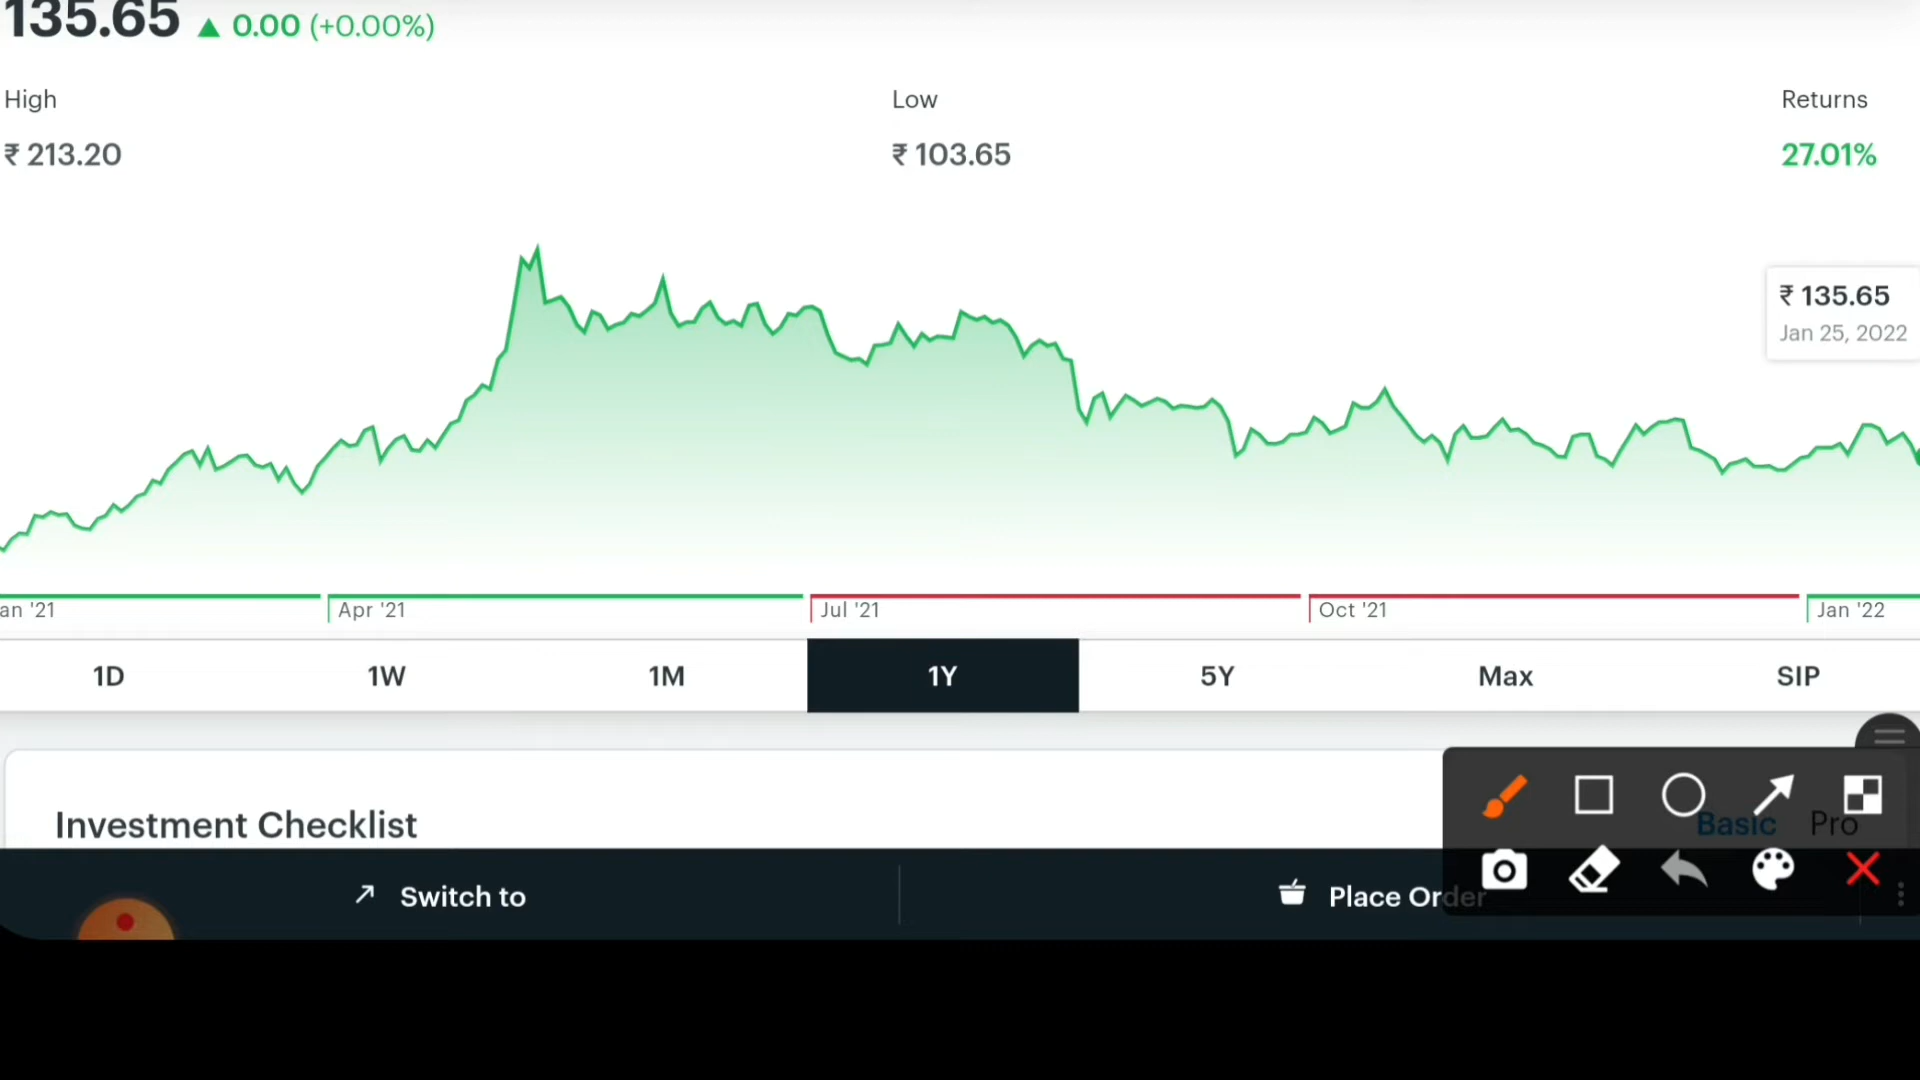 135.65 ▲ 0.00 (+0.00%)
High
Low
Returns
₹ 213.20
₹ 103.65
27.01%
₹ 135.65
Jan 25, 2022
an '21
Apr '21
Jul '21
Oct '21
Jan '22
1D
1W
1M
1Y
5Y
Max
SIP
Investment Checklist
Basic
Pro
Switch to
Place Order